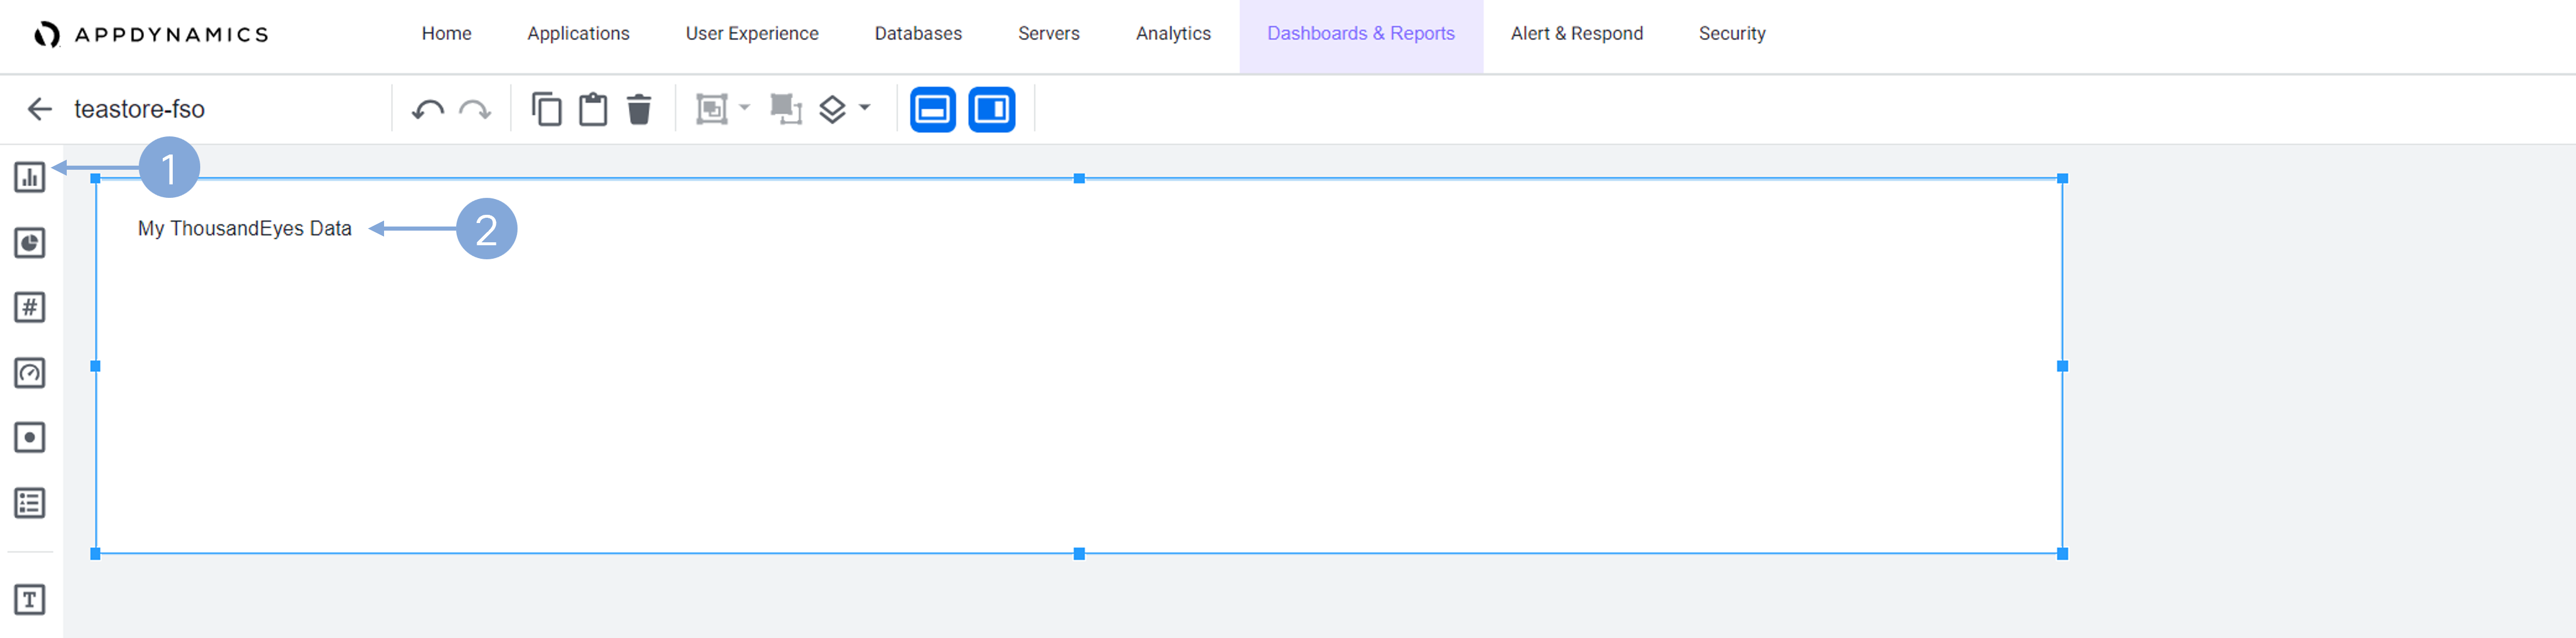 APPDYNAMICS Home Applications User Experience Databases Servers Analytics Dashboards & Reports Alert & Respond Security
teastore-fso
1
My ThousandEyes Data 2
#
T